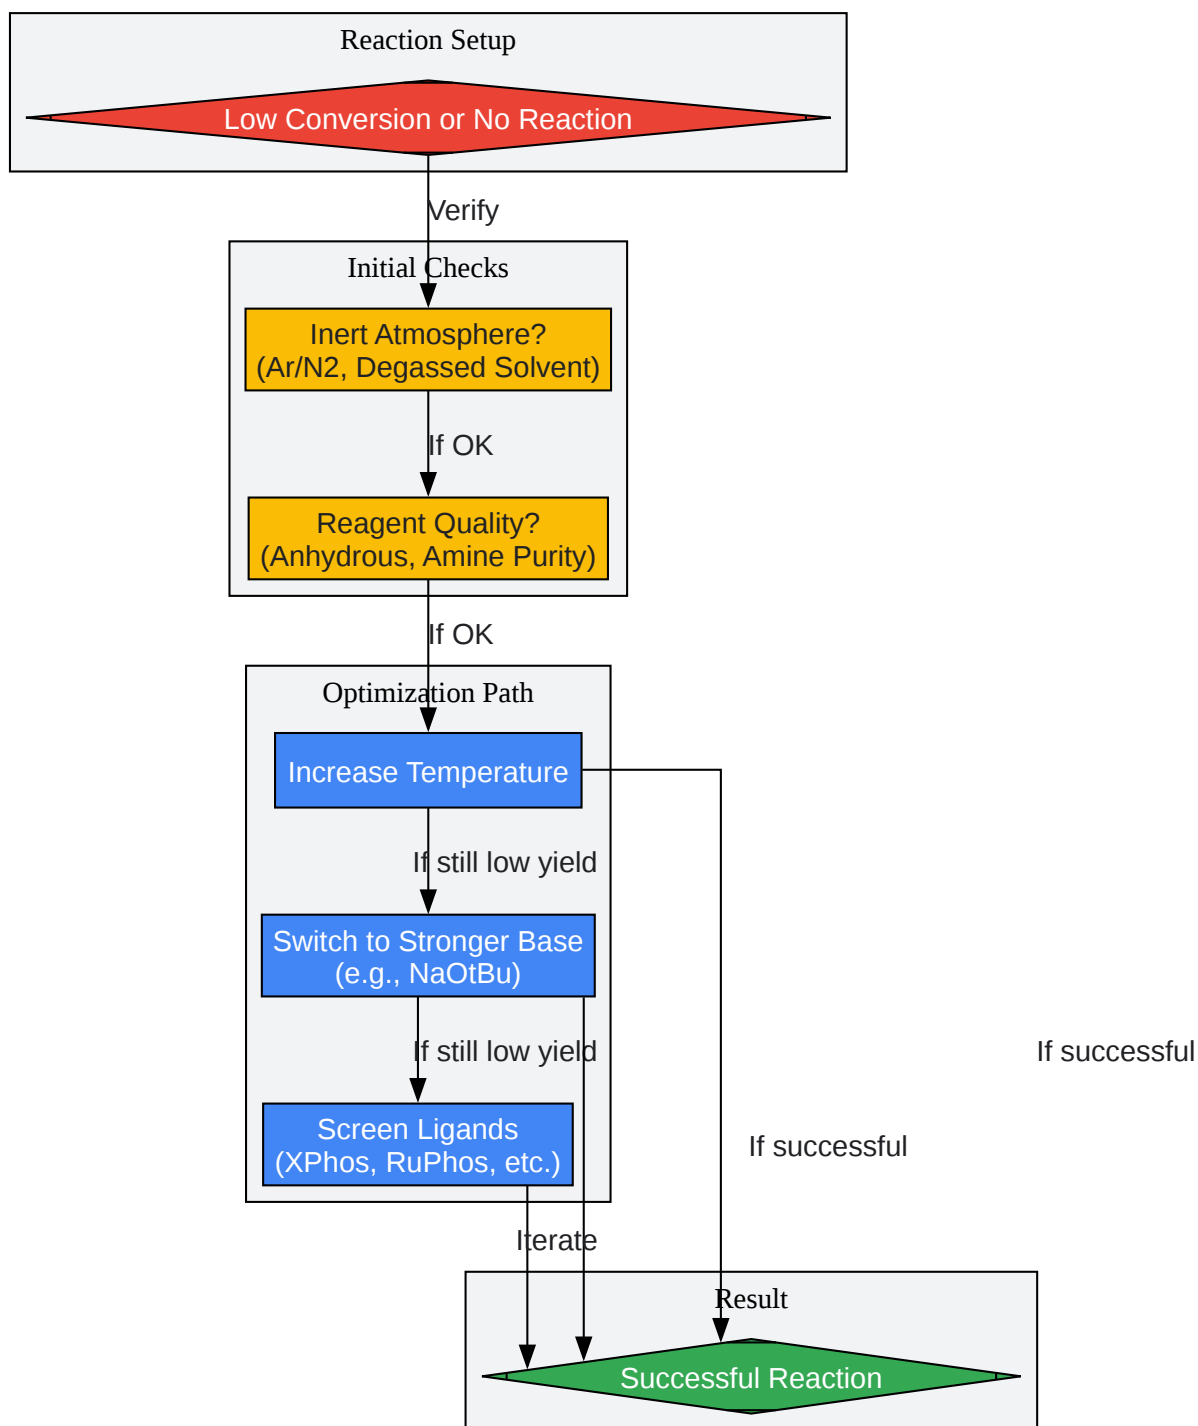 Reaction Setup
Low Conversion or No Reaction
Verify
Initial Checks
Inert Atmosphere?
(Ar/N2, Degassed Solvent)
If OK
Reagent Quality?
(Anhydrous, Amine Purity)
If OK
Optimization Path
Increase Temperature
If still low yield
Switch to Stronger Base
(e.g., NaOtBu)
If still low yield
If successful
Screen Ligands
(XPhos, RuPhos, etc.)
If successful
Iterate
Result
Successful Reaction